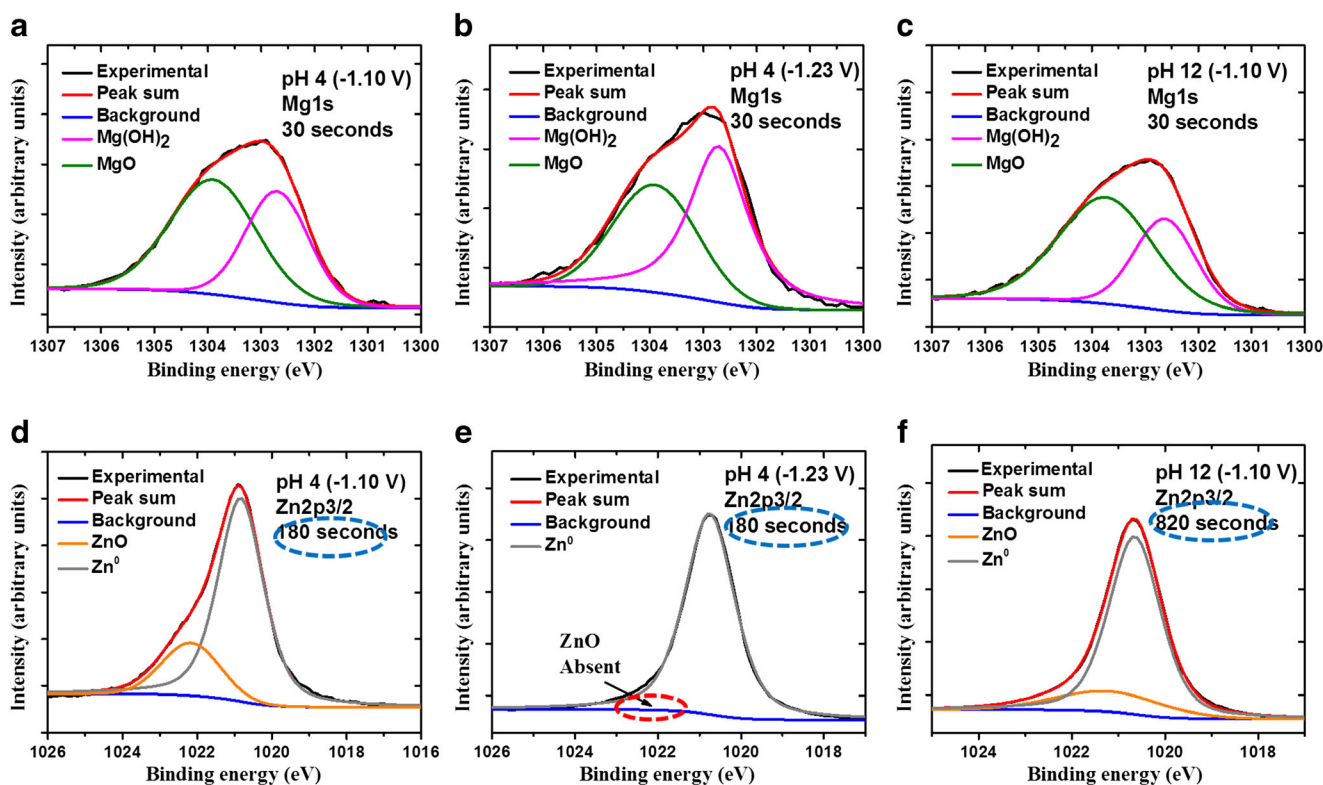 a
Experimental
Peak sum
Background
Mg(OH)2
MgO
pH 4 (-1.10 V)
Mg1s
30 seconds
Intensity (arbitrary units)
1307 1306 1305 1304 1303 1302 1301 1300
Binding energy (eV)
b
Experimental
Peak sum
Background
Mg(OH)2
MgO
pH 4 (-1.23 V)
Mg1s
30 seconds
Intensity (arbitrary units)
1307 1306 1305 1304 1303 1302 1301 1300
Binding energy (eV)
c
Experimental
Peak sum
Background
Mg(OH)2
MgO
pH 12 (-1.10 V)
Mg1s
30 seconds
Intensity (arbitrary units)
1307 1306 1305 1304 1303 1302 1301 1300
Binding energy (eV)
d
Experimental
Peak sum
Background
ZnO
Zn0
pH 4 (-1.10 V)
Zn2p3/2
180 seconds
Intensity (arbitrary units)
1026 1024 1022 1020 1018 1016
Binding energy (eV)
e
Experimental
Peak sum
Background
Zn0
pH 4 (-1.23 V)
Zn2p3/2
180 seconds
ZnO
Absent
Intensity (arbitrary units)
1026 1024 1022 1020 1018
Binding energy (eV)
f
Experimental
Peak sum
Background
ZnO
Zn0
pH 12 (-1.10 V)
Zn2p3/2
820 seconds
Intensity (arbitrary units)
1024 1022 1020 1018
Binding energy (eV)